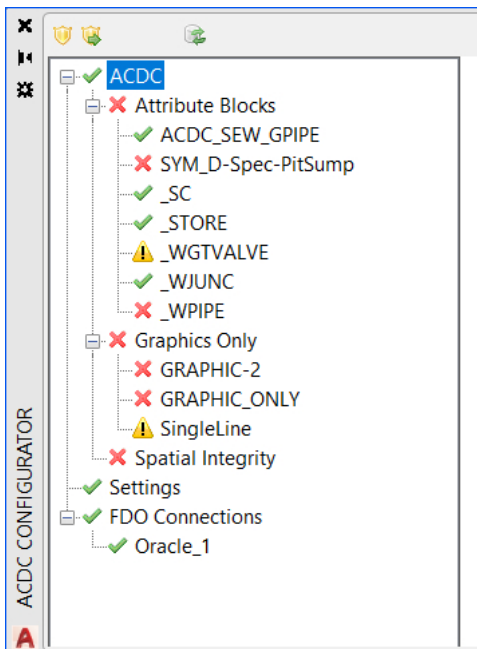 ACDC
Attribute Blocks
ACDC_SEW_GPIPE
SYM_D-Spec-PitSump
_SC
_STORE
_WGTVALVE
_WJUNC
_WPIPE
Graphics Only
GRAPHIC-2
GRAPHIC_ONLY
SingleLine
Spatial Integrity
Settings
FDO Connections
Oracle_1
ACDC CONFIGURATOR
A